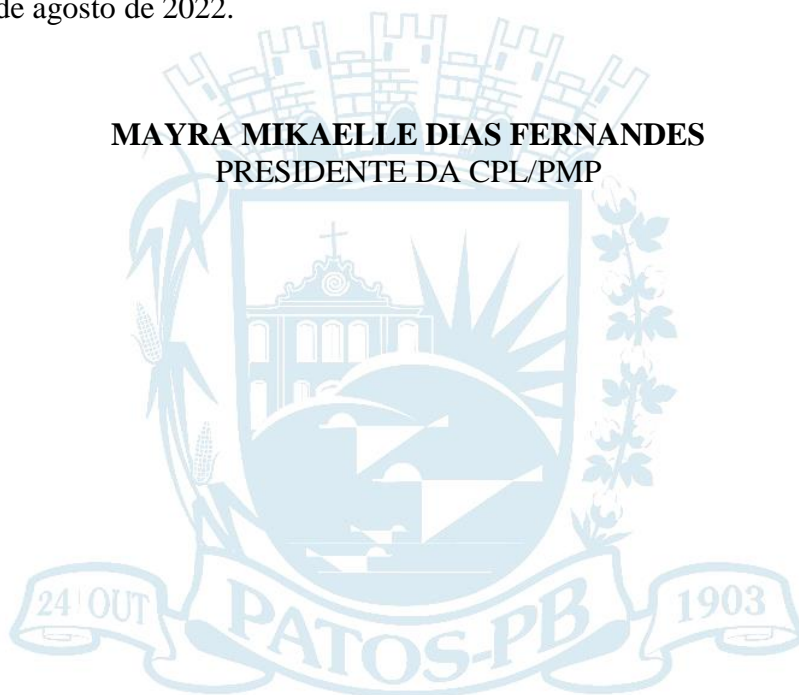 de agosto de 2022.
MAYRA MIKAELLE DIAS FERNANDES
PRESIDENTE DA CPL/PMP
24 OUT
PATOS-PB
1903